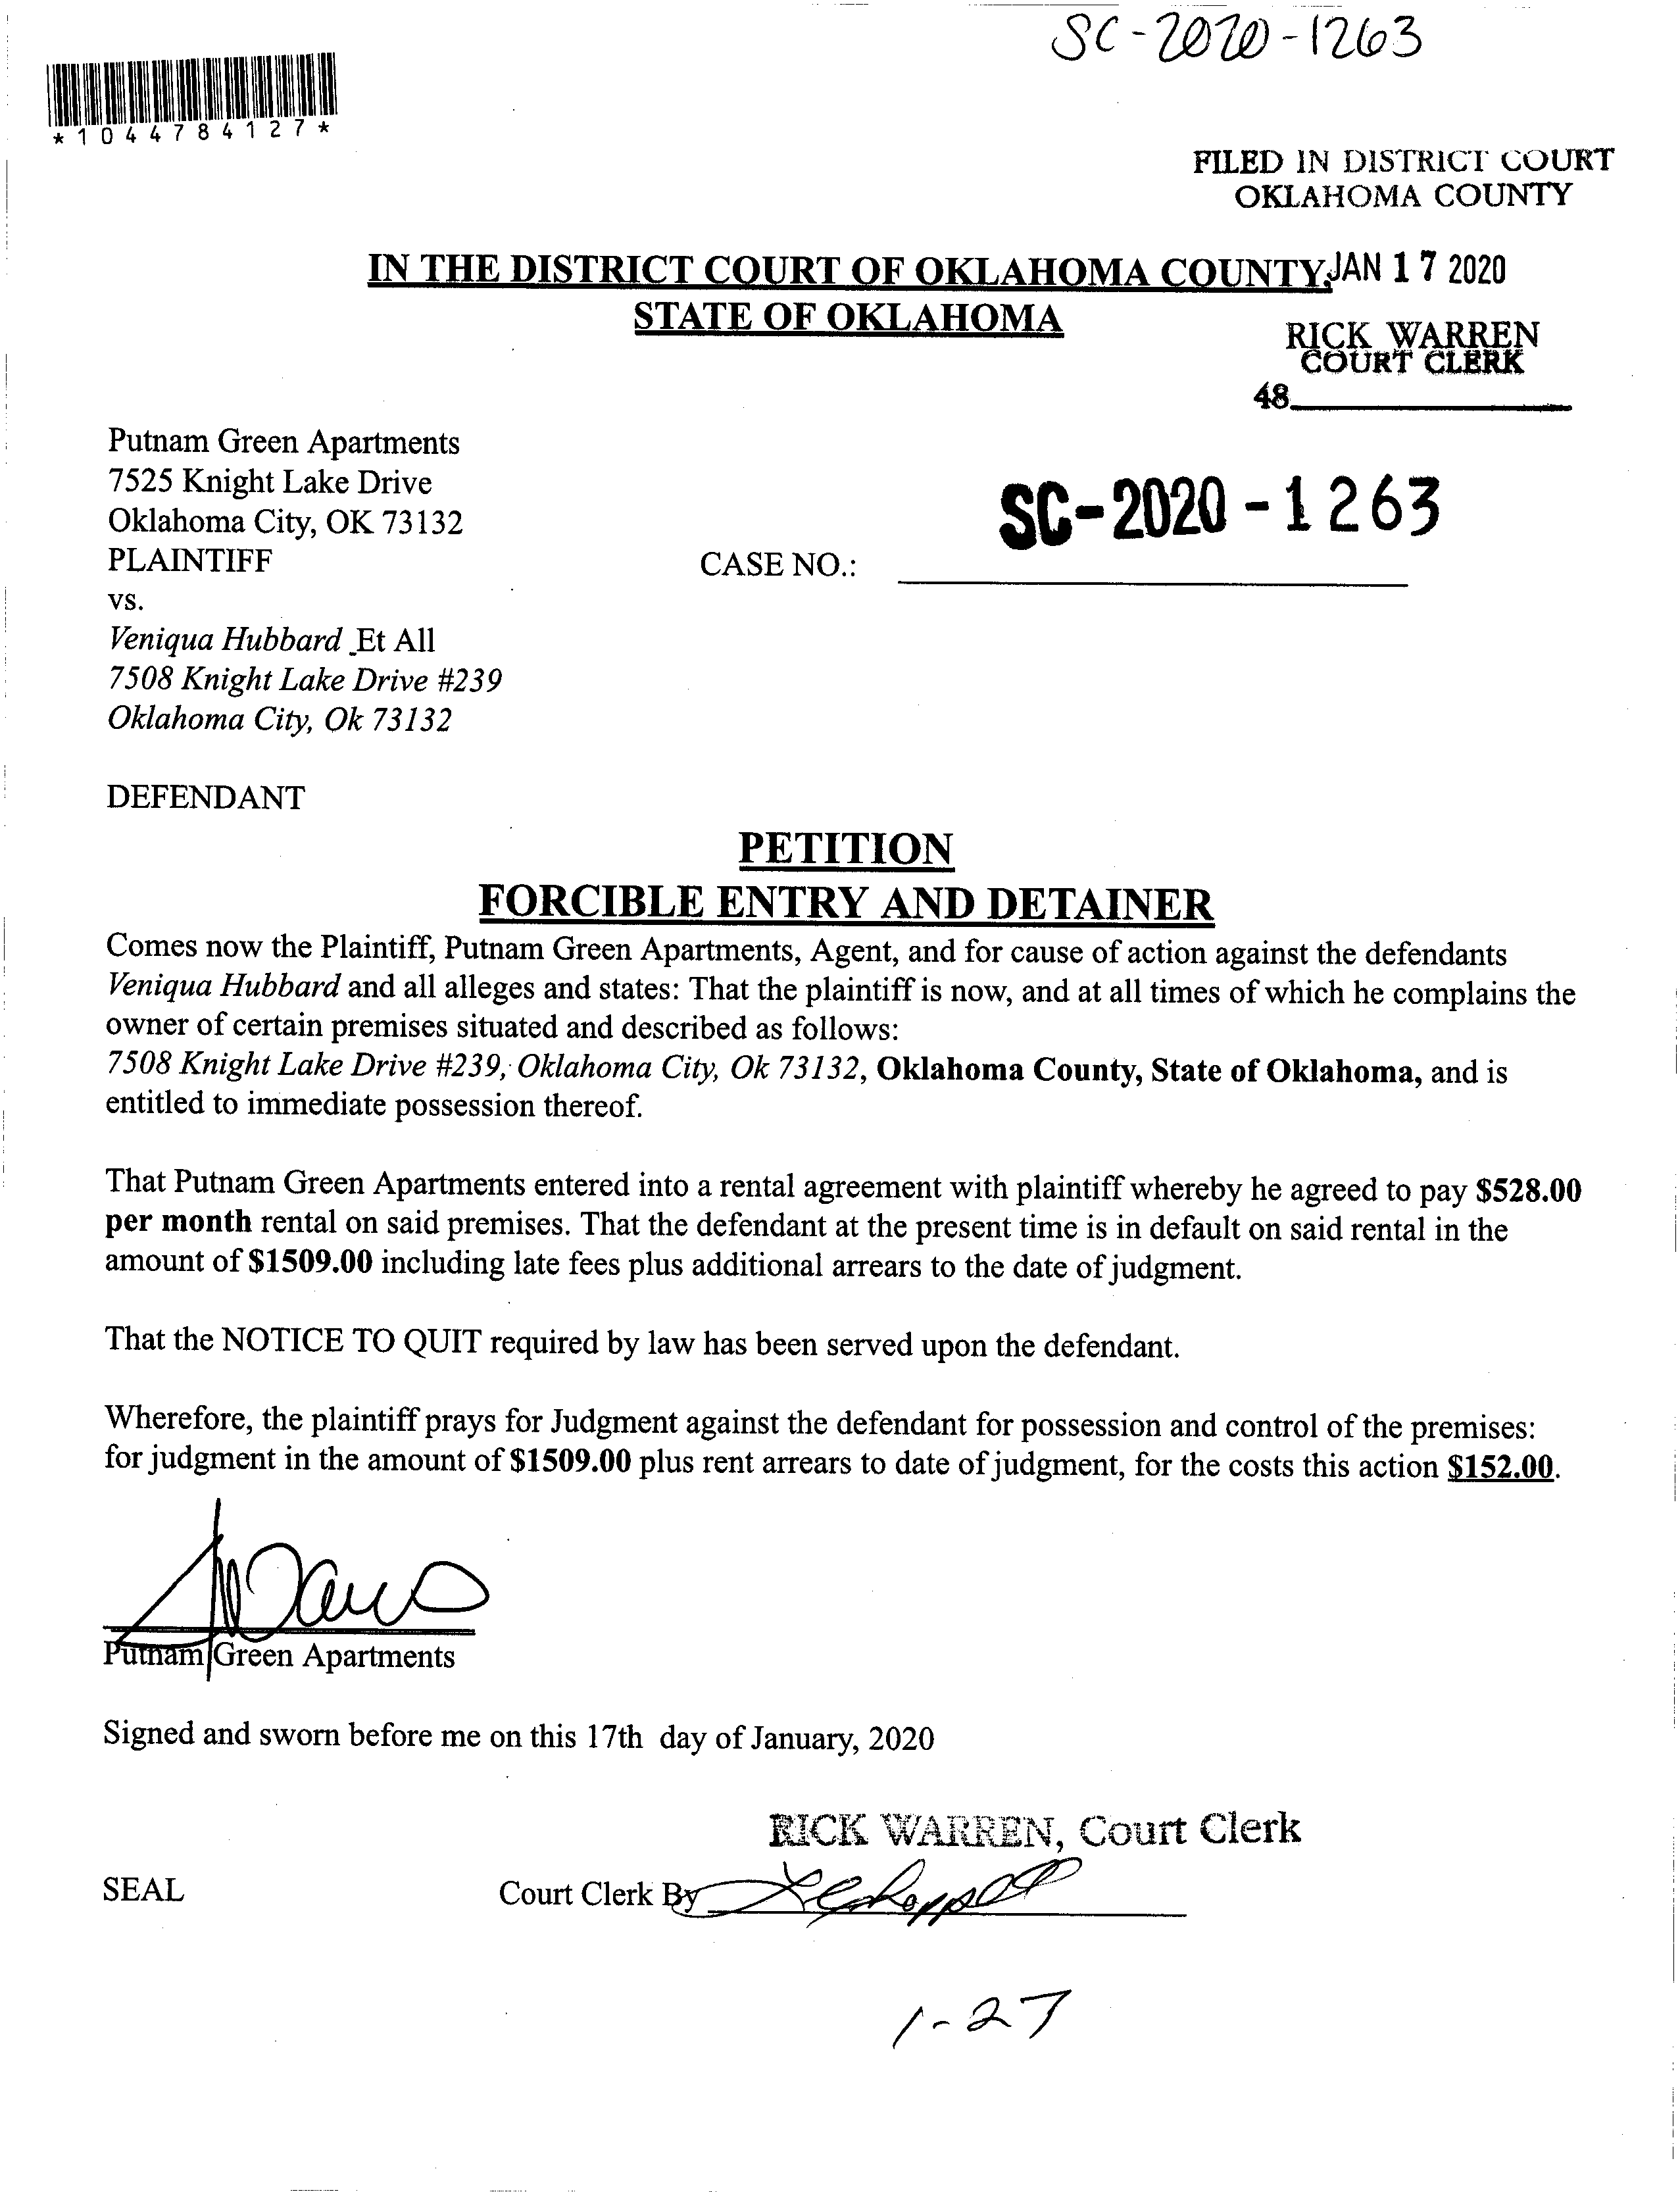 SC-2020-1263
*1044784127*
FILED IN DISTRICT COURT
OKLAHOMA COUNTY
IN THE DISTRICT COURT OF OKLAHOMA COUNTY, JAN 17 2020
STATE OF OKLAHOMA
RICK WARREN
COURT CLERK
48
Putnam Green Apartments
7525 Knight Lake Drive
Oklahoma City, OK 73132
SC-2020-1263
PLAINTIFF
CASE NO.:
vs.
Veniqua Hubbard Et All
7508 Knight Lake Drive #239
Oklahoma City, Ok 73132
DEFENDANT
PETITION
FORCIBLE ENTRY AND DETAINER
Comes now the Plaintiff, Putnam Green Apartments, Agent, and for cause of action against the defendants
Veniqua Hubbard and all alleges and states: That the plaintiff is now, and at all times of which he complains the
owner of certain premises situated and described as follows:
7508 Knight Lake Drive #239, Oklahoma City, Ok 73132, Oklahoma County, State of Oklahoma, and is
entitled to immediate possession thereof.
That Putnam Green Apartments entered into a rental agreement with plaintiff whereby he agreed to pay $528.00
per month rental on said premises. That the defendant at the present time is in default on said rental in the
amount of $1509.00 including late fees plus additional arrears to the date of judgment.
That the NOTICE TO QUIT required by law has been served upon the defendant.
Wherefore, the plaintiff prays for Judgment against the defendant for possession and control of the premises:
for judgment in the amount of $1509.00 plus rent arrears to date of judgment, for the costs this action $152.00.
Putnam Green Apartments
Signed and sworn before me on this 17th day of January, 2020
RICK WARREN, Court Clerk
SEAL
Court Clerk By
1-27